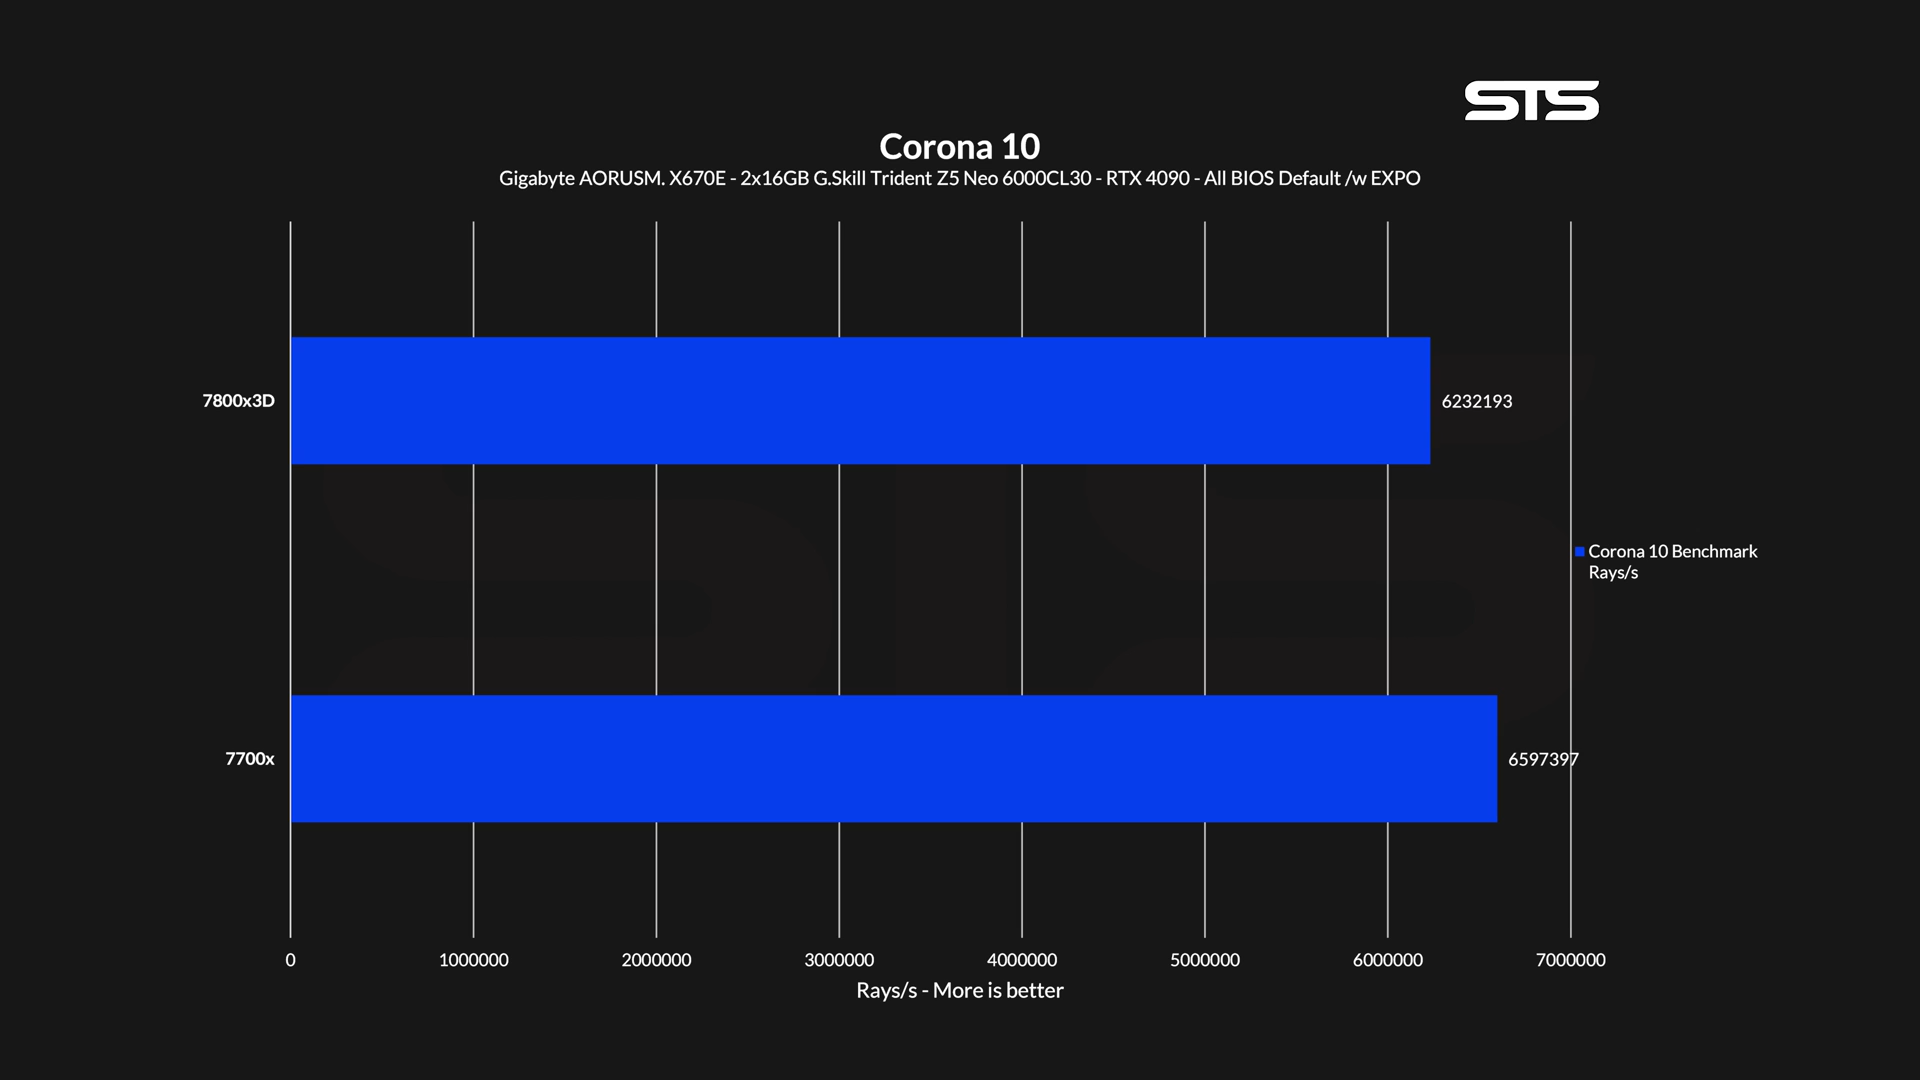 STS
Corona 10
Gigabyte AORUSM. X670E - 2x16GB G.Skill Trident Z5 Neo 6000CL30 - RTX 4090 - All BIOS Default /w EXPO
7800x3D
6232193
Corona 10 Benchmark
Rays/s
7700x
6597397
0 1000000 2000000 3000000 4000000 5000000 6000000 7000000
Rays/s - More is better